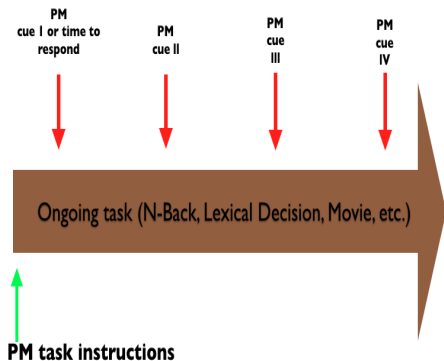 PM
cue I or time to
respond
PM
cue II
PM
cue
III
PM
cue
IV
Ongoing task (N-Back, Lexical Decision, Movie, etc.)
PM task instructions